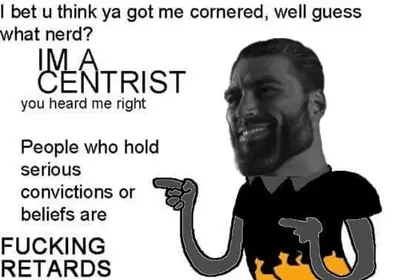 I bet u think ya got me cornered, well guess
what nerd?
IM A
CENTRIST
you heard me right
People who hold
serious
convictions or
beliefs are
FUCKING
RETARDS